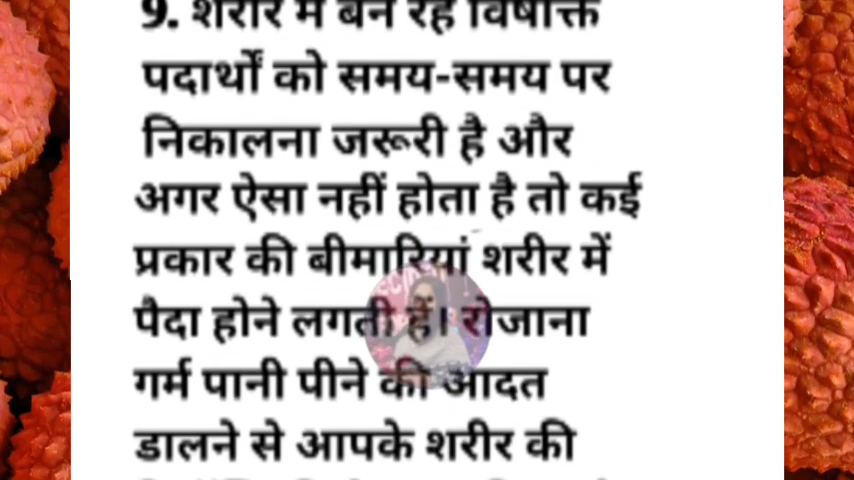 9. शरीर में बन रहे विषाक्त
पदार्थों को समय-समय पर
निकालना जरूरी है और
अगर ऐसा नहीं होता है तो कई
प्रकार की बीमारियां शरीर में
पैदा होने लगती है। रोजाना
गर्म पानी पीने की आदत
डालने से आपके शरीर की